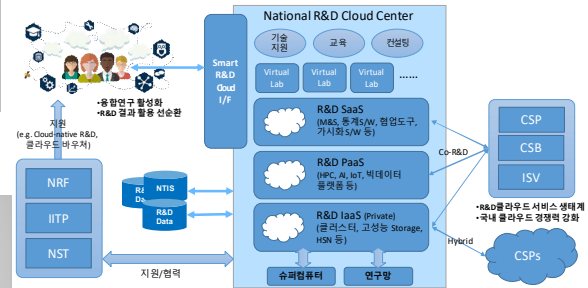 National R&D Cloud Center
기술
지원
교육
컨설팅
Smart
R&D
Cloud
I/F
Virtual
Lab
Virtual
Lab
Virtual
Lab
......
•융합연구 활성화
•R&D 결과 활용 선순환
지원
(e.g. Cloud-native R&D,
클라우드 바우쳐)
R&D SaaS
(M&S, 통계S/W, 협업도구,
가시화S/W 등)
R&D PaaS
(HPC, AI, IoT, 빅데이터
플랫폼 등)
R&D IaaS (Private)
(클러스터, 고성능 Storage,
HSN 등)
NRF
IITP
NST
NTIS
R&D
Data
지원/협력
슈퍼컴퓨터
연구망
Co-R&D
Hybrid
CSP
CSB
ISV
•R&D클라우드 서비스 생태계
•국내 클라우드 경쟁력 강화
CSPs